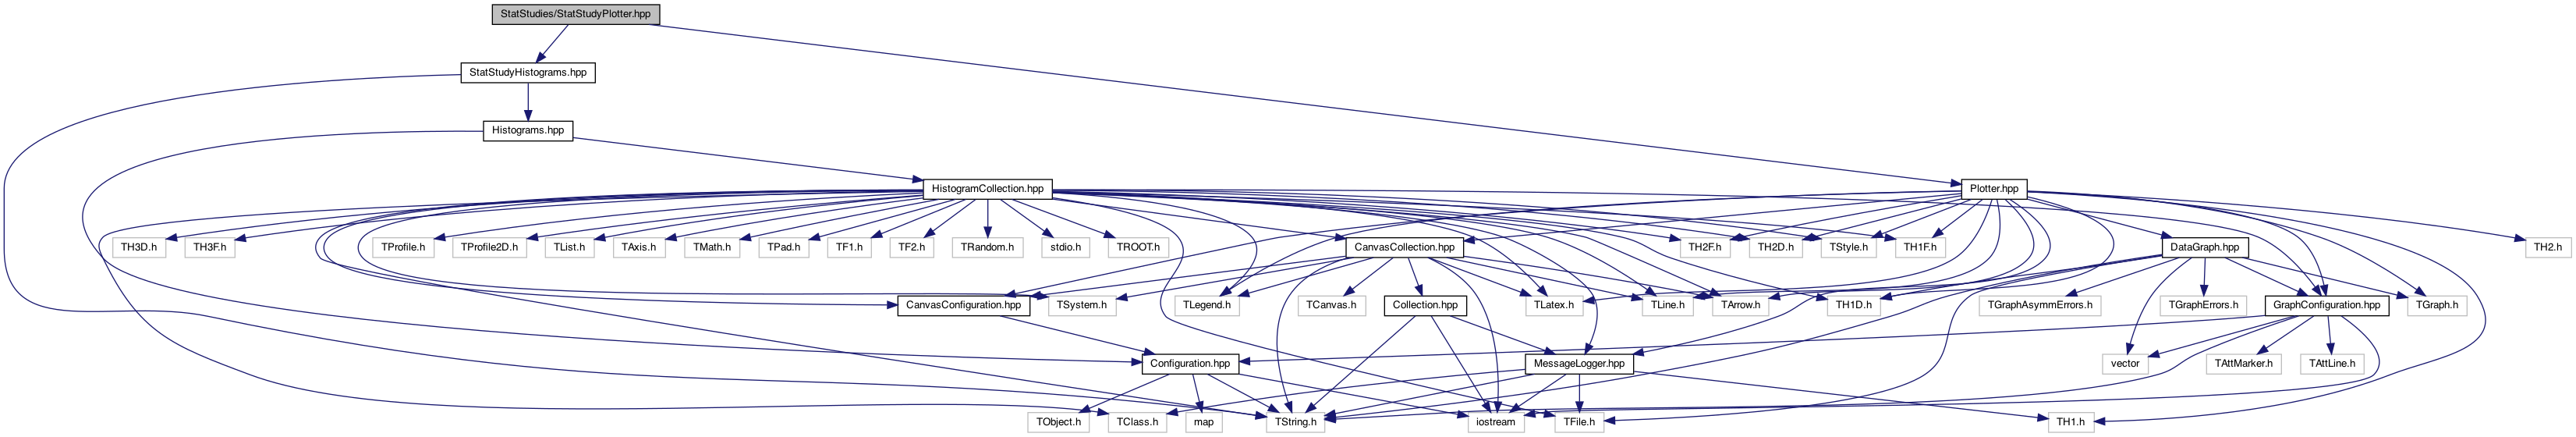 StatStudies/StatStudyPlotter.hpp
StatStudyHistograms.hpp
Histograms.hpp
HistogramCollection.hpp
Plotter.hpp
TH3D.h
TH3F.h
TProfile.h
TProfile2D.h
TList.h
TAxis.h
TMath.h
TPad.h
TF1.h
TF2.h
TRandom.h
stdio.h
TROOT.h
CanvasCollection.hpp
TH2F.h
TH2D.h
TStyle.h
TH1F.h
DataGraph.hpp
TH2.h
CanvasConfiguration.hpp
TSystem.h
TLegend.h
TCanvas.h
Collection.hpp
TLatex.h
TLine.h
TArrow.h
TH1D.h
TGraphAsymmErrors.h
TGraphErrors.h
GraphConfiguration.hpp
TGraph.h
Configuration.hpp
MessageLogger.hpp
vector
TAttMarker.h
TAttLine.h
TObject.h
TClass.h
map
TString.h
iostream
TFile.h
TH1.h